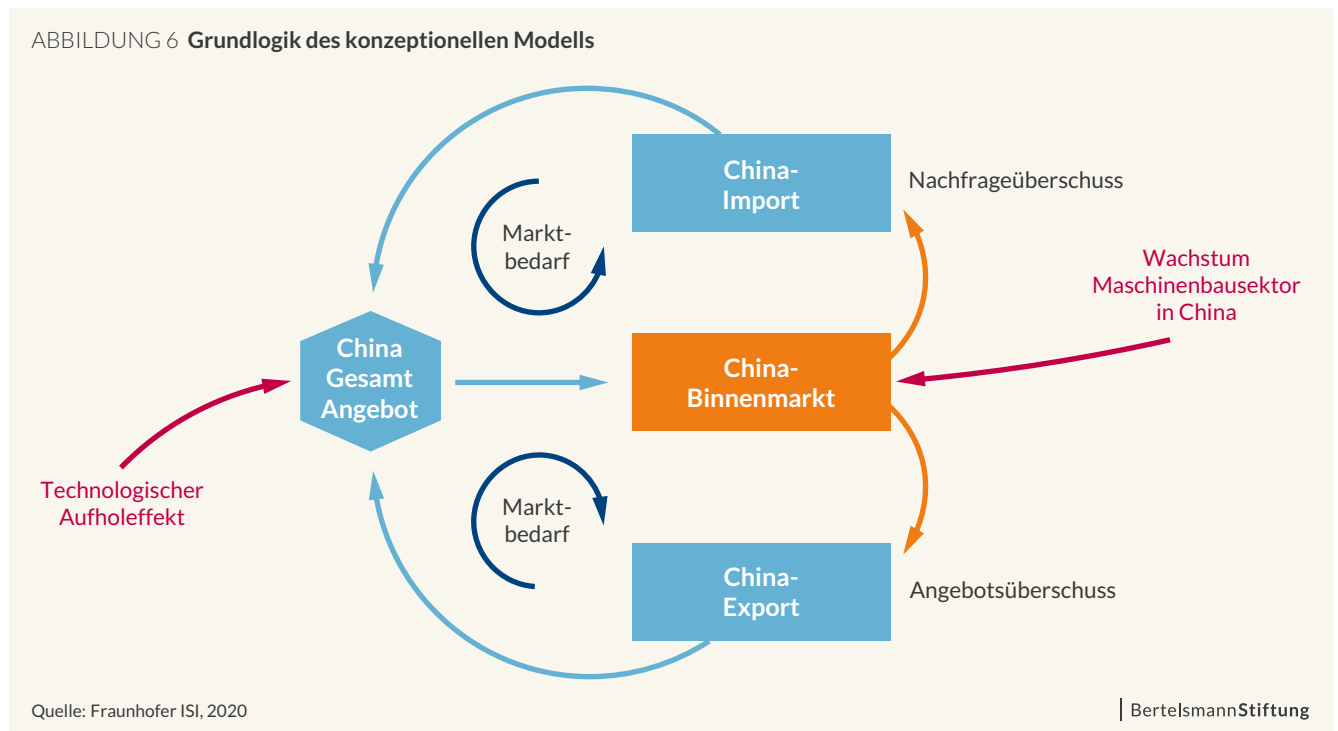 ABBILDUNG 6 Grundlogik des konzeptionellen Modells
China-
Import
Nachfrageüberschuss
Markt-
bedarf
Wachstum
Maschinenbausektor
in China
China
Gesamt
Angebot
China-
Binnenmarkt
Technologischer
Aufholeffekt
Markt-
bedarf
China-
Export
Angebotsüberschuss
Quelle: Fraunhofer ISI, 2020
BertelsmannStiftung